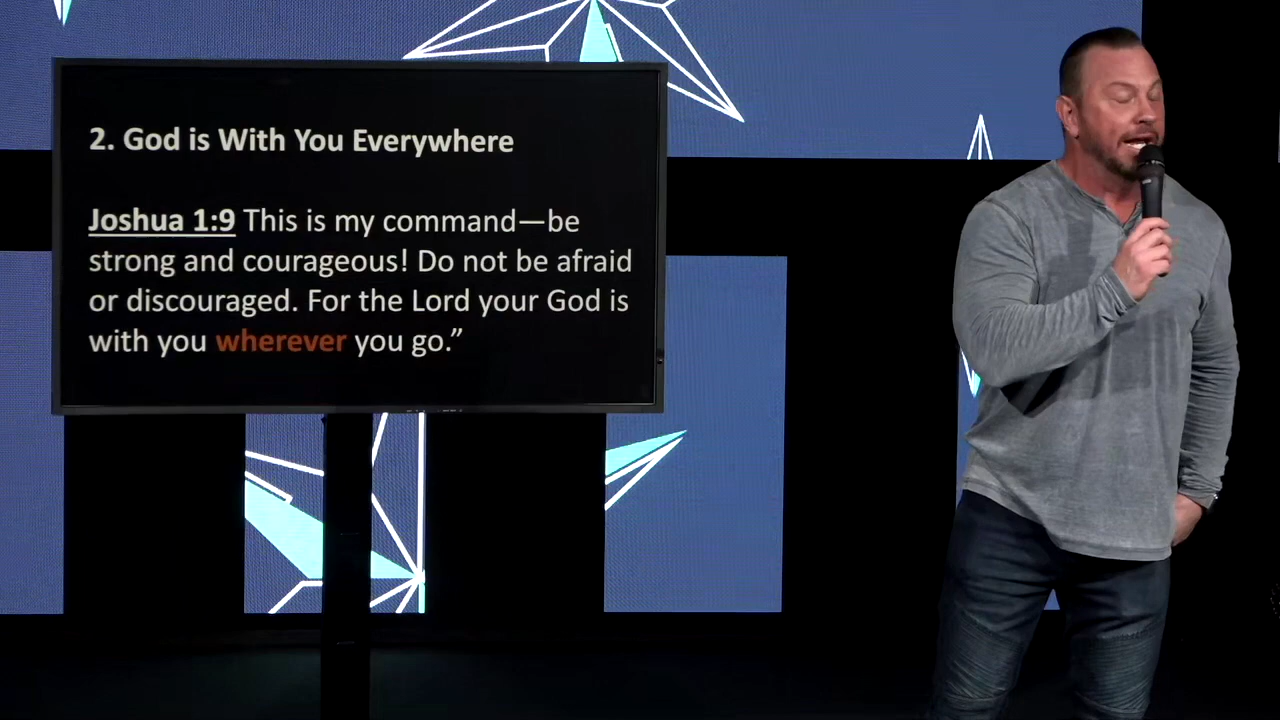 2. God is With You Everywhere
Joshua 1:9 This is my command—be
strong and courageous! Do not be afraid
or discouraged. For the Lord your God is
with you wherever you go.”